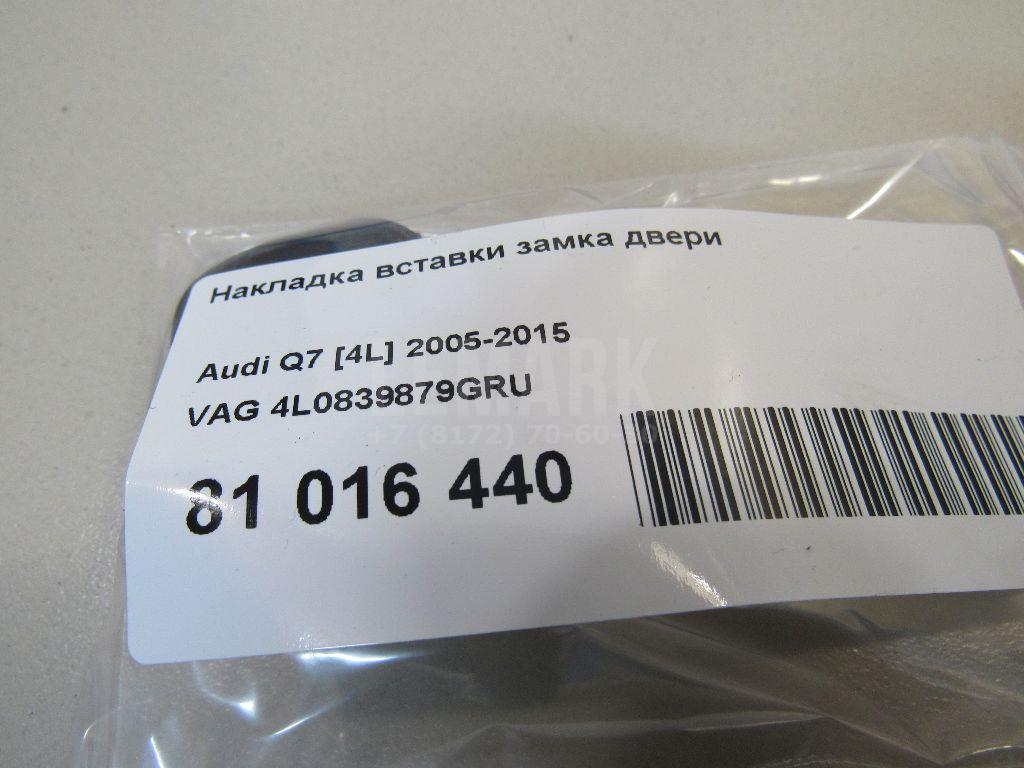 Накладка вставки замка двери
Audi Q7 [4L] 2005-2015
VAG 4L0839879GRU
81 016 440